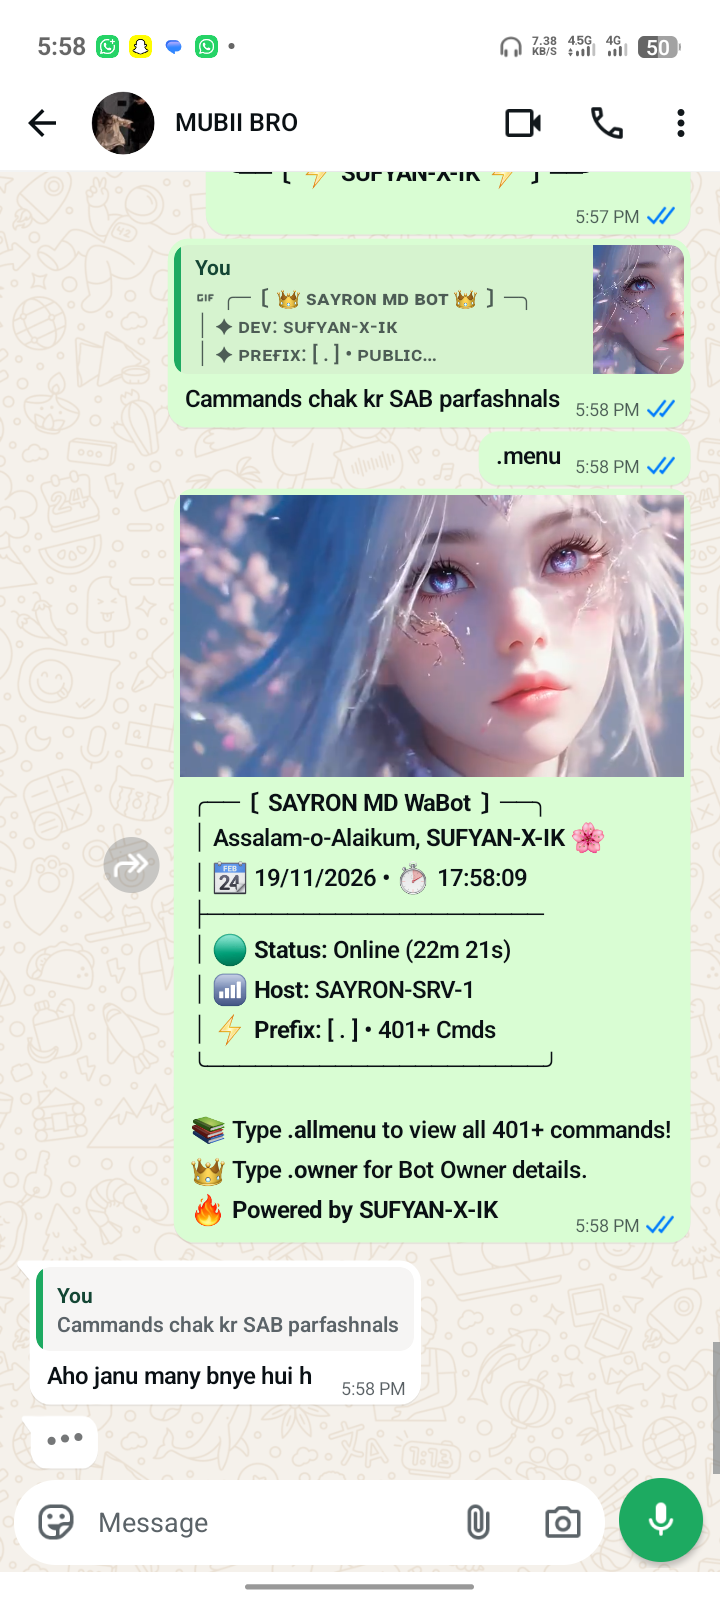 5:58
7.38 KB/S 4.5G 4G 50
MUBII BRO
〔 ⚡ SUFYAN-X-IK ⚡ 〕
5:57 PM
You
GIF ╭─ 〔 👑 SAYRON MD BOT 👑 〕 ─╮
│ ✦ DEV: SUFYAN-X-IK
│ ✦ PREFIX: [ . ] • PUBLIC...
Cammands chak kr SAB parfashnals 5:58 PM
.menu 5:58 PM
╭── 〔 SAYRON MD WaBot 〕 ──╮
│ Assalam-o-Alaikum, SUFYAN-X-IK 🌸
│ 📆 19/11/2026 • ⏱️ 17:58:09
│ 🟢 Status: Online (22m 21s)
│ 📶 Host: SAYRON-SRV-1
│ ⚡ Prefix: [ . ] • 401+ Cmds
📚 Type .allmenu to view all 401+ commands!
👑 Type .owner for Bot Owner details.
🔥 Powered by SUFYAN-X-IK
5:58 PM
You
Cammands chak kr SAB parfashnals
Aho janu many bnye hui h 5:58 PM
Message